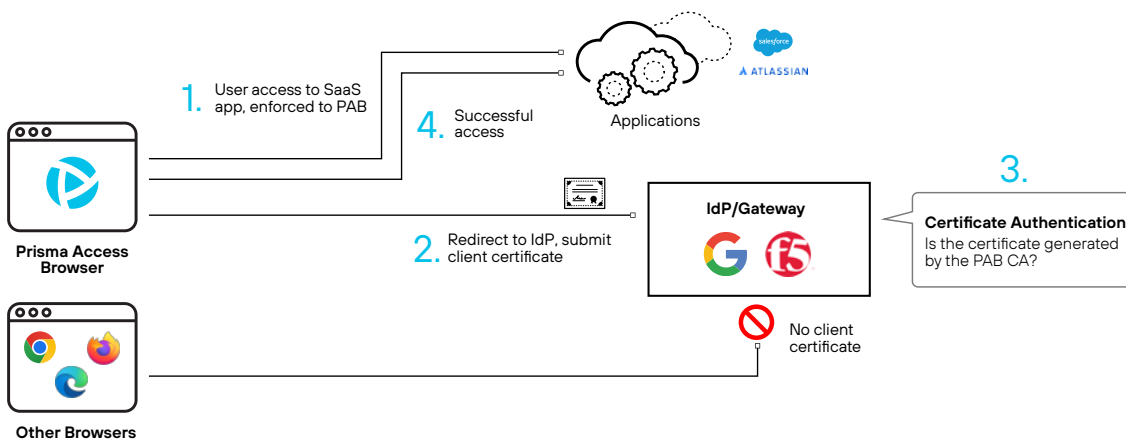 salesforce
ATLASSIAN
Applications
1.
User access to SaaS
app, enforced to PAB
4.
Successful
access
Prisma Access
Browser
2.
Redirect to IdP, submit
client certificate
IdP/Gateway
f5
3.
Certificate Authentication
Is the certificate generated
by the PAB CA?
No client
certificate
Other Browsers